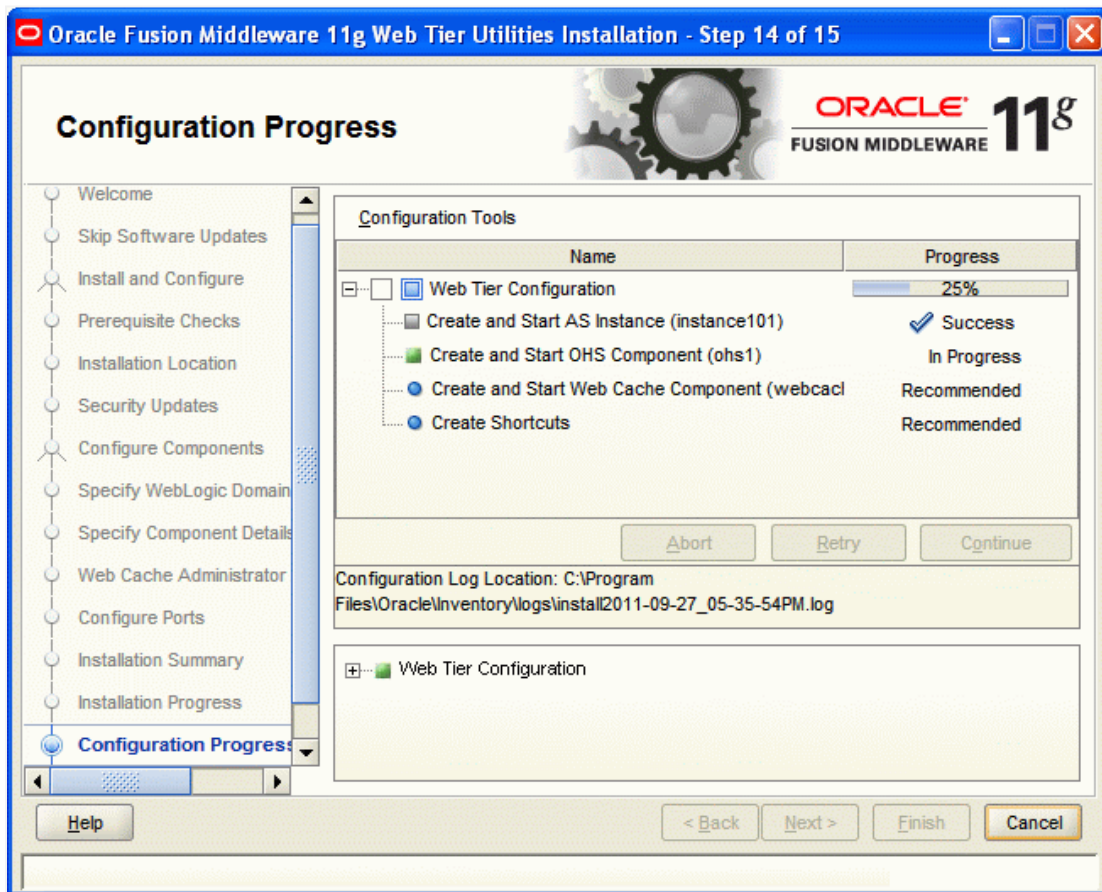 Oracle Fusion Middleware 11g Web Tier Utilities Installation - Step 14 of 15
Configuration Progress
ORACLE
FUSION MIDDLEWARE
11g
Welcome
Skip Software Updates
Install and Configure
Prerequisite Checks
Installation Location
Security Updates
Configure Components
Specify WebLogic Domain
Specify Component Details
Web Cache Administrator
Configure Ports
Installation Summary
Installation Progress
Configuration Progress
Configuration Tools
Name Progress
Web Tier Configuration 25%
Create and Start AS Instance (instance101) Success
Create and Start OHS Component (ohs1) In Progress
Create and Start Web Cache Component (webcacl Recommended
Create Shortcuts Recommended
Abort Retry Continue
Configuration Log Location: C:\Program
Files\Oracle\Inventory\logs\install2011-09-27_05-35-54PM.log
Web Tier Configuration
Help < Back Next > Finish Cancel